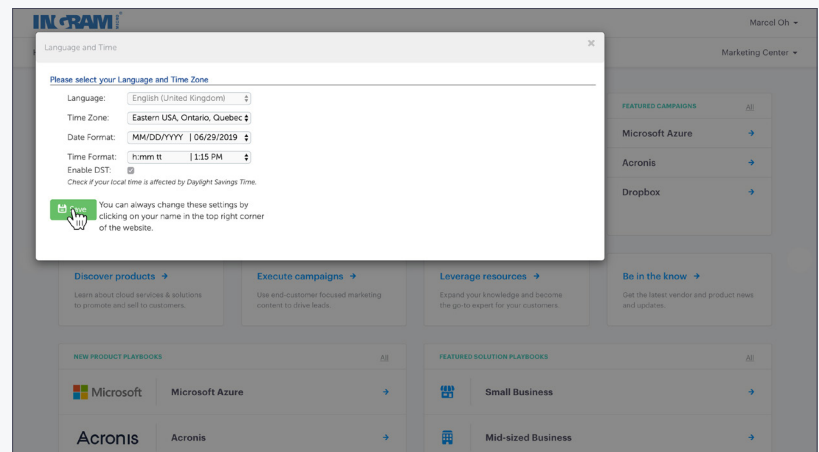 INGRAM MICRO
Marcel Oh
Language and Time ×
Marketing Center
Please select your Language and Time Zone
Language: English (United Kingdom)
Time Zone: Eastern USA, Ontario, Quebec
Date Format: MM/DD/YYYY | 06/29/2019
Time Format: h:mm tt | 1:15 PM
Enable DST:
Check if your local time is affected by Daylight Savings Time.
Save
You can always change these settings by
clicking on your name in the top right corner
of the website.
FEATURED CAMPAIGNS All
Microsoft Azure
Acronis
Dropbox
Discover products
Learn about cloud services & solutions
to promote and sell to customers.
Execute campaigns
Use end-customer focused marketing
content to drive leads.
Leverage resources
Expand your knowledge and become
the go-to expert for your customers.
Be in the know
Get the latest vendor and product news
and updates.
NEW PRODUCT PLAYBOOKS All
Microsoft Microsoft Azure
Acronis Acronis
FEATURED SOLUTION PLAYBOOKS All
Small Business
Mid-sized Business